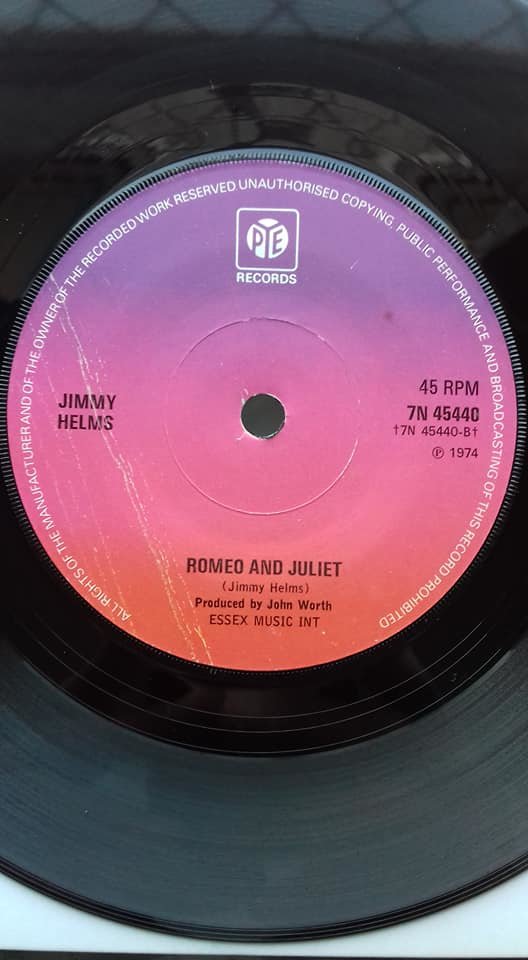 ALL RIGHTS OF THE MANUFACTURER AND OF THE OWNER OF THE RECORDED WORK RESERVED UNAUTHORISED COPYING, PUBLIC PERFORMANCE AND BROADCASTING OF THIS RECORD PROHIBITED
PYE
RECORDS
JIMMY
HELMS
45 RPM
7N 45440
†7N 45440-B†
Ⓟ 1974
ROMEO AND JULIET
(Jimmy Helms)
Produced by John Worth
ESSEX MUSIC INT